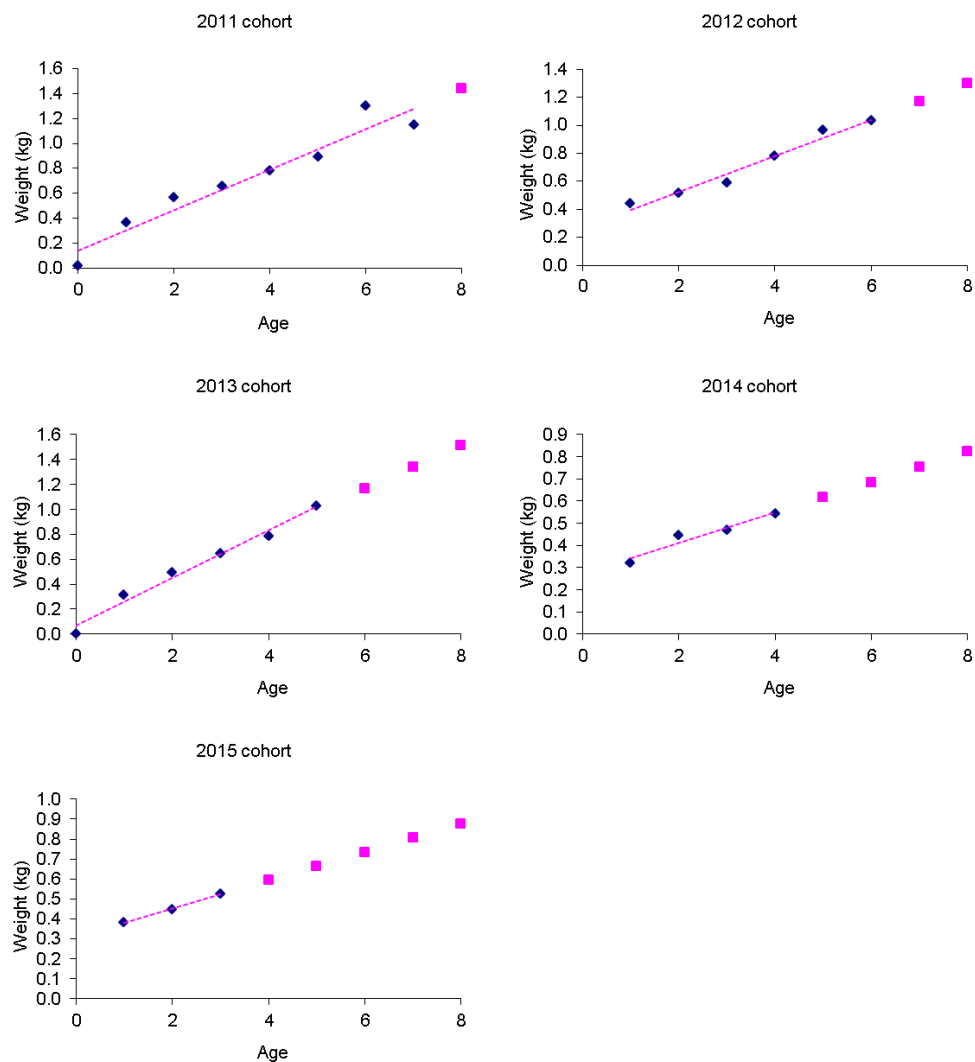 2011 cohort
1.6
1.4
1.2
1.0
0.8
0.6
0.4
0.2
0.0
Weight (kg)
0 2 4 6 8
Age
2012 cohort
1.4
1.2
1.0
0.8
0.6
0.4
0.2
0.0
Weight (kg)
0 2 4 6 8
Age
2013 cohort
1.6
1.4
1.2
1.0
0.8
0.6
0.4
0.2
0.0
Weight (kg)
0 2 4 6 8
Age
2014 cohort
0.9
0.8
0.7
0.6
0.5
0.4
0.3
0.2
0.1
0.0
Weight (kg)
0 2 4 6 8
Age
2015 cohort
1.0
0.9
0.8
0.7
0.6
0.5
0.4
0.3
0.2
0.1
0.0
Weight (kg)
0 2 4 6 8
Age